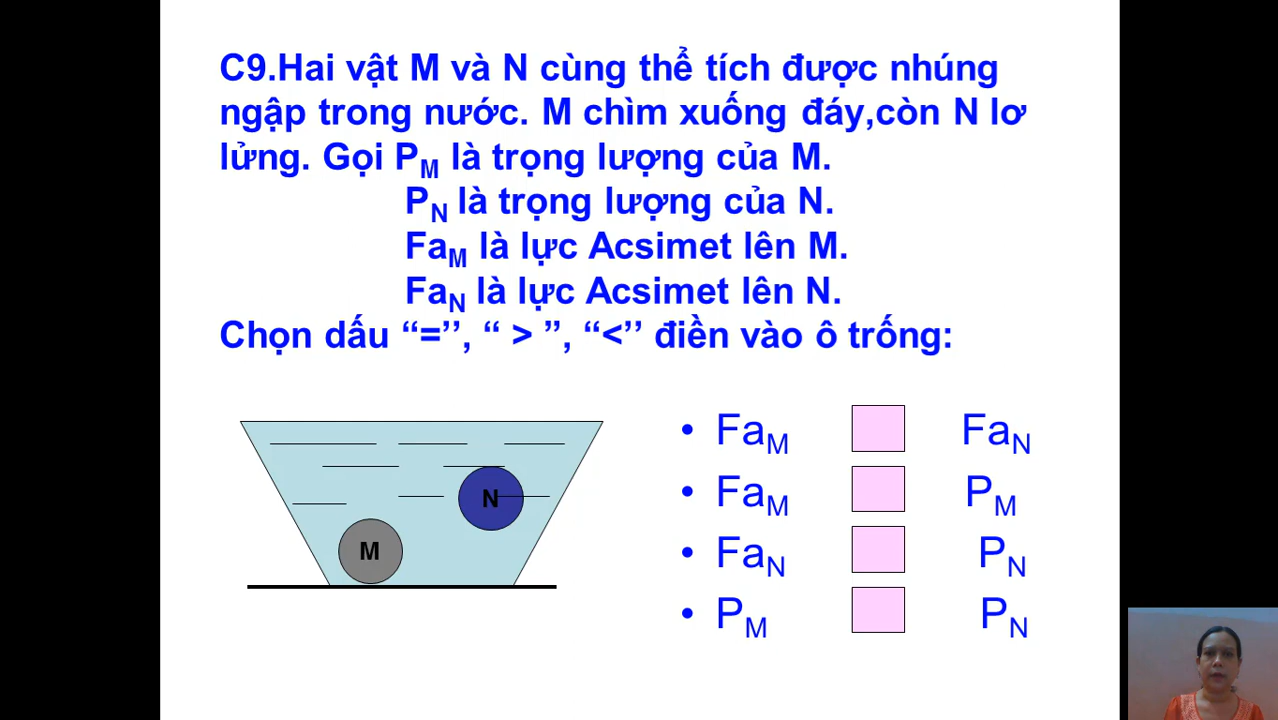 C9.Hai vật M và N cùng thể tích được nhúng
ngập trong nước. M chìm xuống đáy,còn N lơ
lửng. Gọi PM là trọng lượng của M.
PN là trọng lượng của N.
FaM là lực Acsimet lên M.
FaN là lực Acsimet lên N.
Chọn dấu “=’’, “ > ”, “<’’ điền vào ô trống:
• FaM FaN
• FaM PM
• FaN PN
• PM PN
N
M